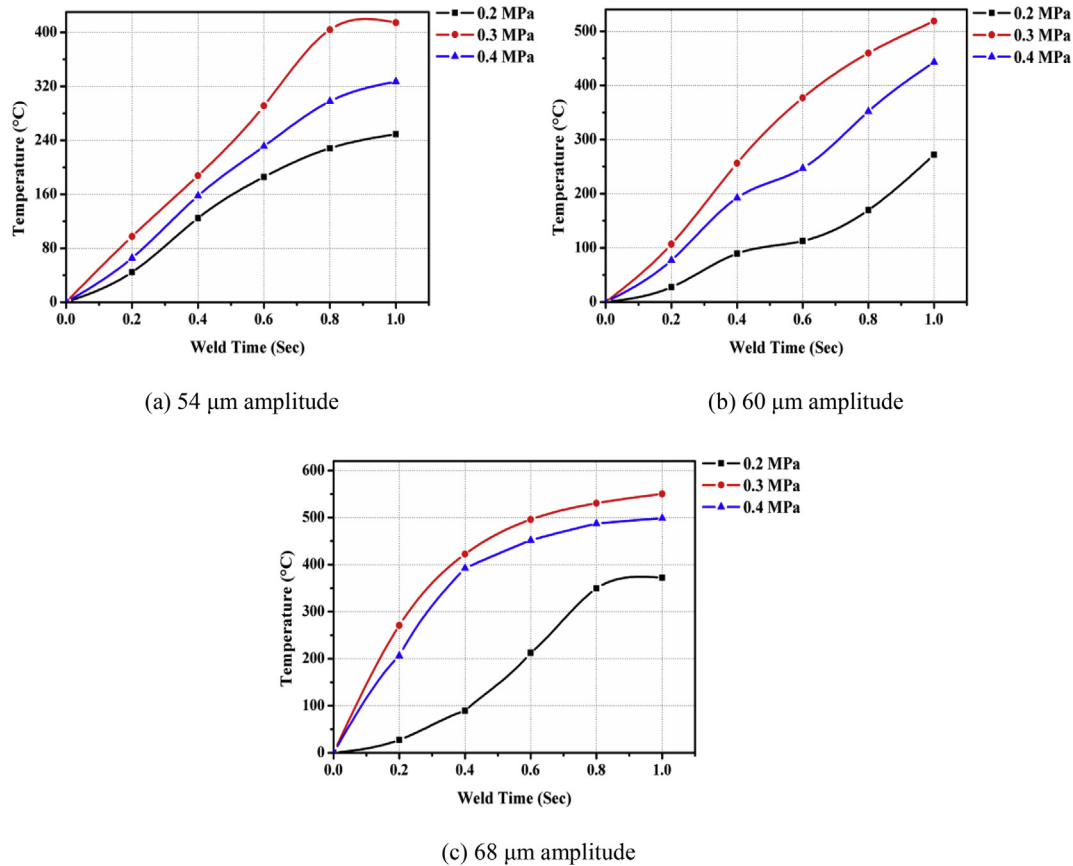 0.2 MPa
0.3 MPa
0.4 MPa
Temperature (°C)
400
320
240
160
80
0
0.0 0.2 0.4 0.6 0.8 1.0
Weld Time (Sec)
(a) 54 μm amplitude
0.2 MPa
0.3 MPa
0.4 MPa
Temperature (°C)
500
400
300
200
100
0
0.0 0.2 0.4 0.6 0.8 1.0
Weld Time (Sec)
(b) 60 μm amplitude
0.2 MPa
0.3 MPa
0.4 MPa
Temperature (°C)
600
500
400
300
200
100
0
0.0 0.2 0.4 0.6 0.8 1.0
Weld Time (Sec)
(c) 68 μm amplitude